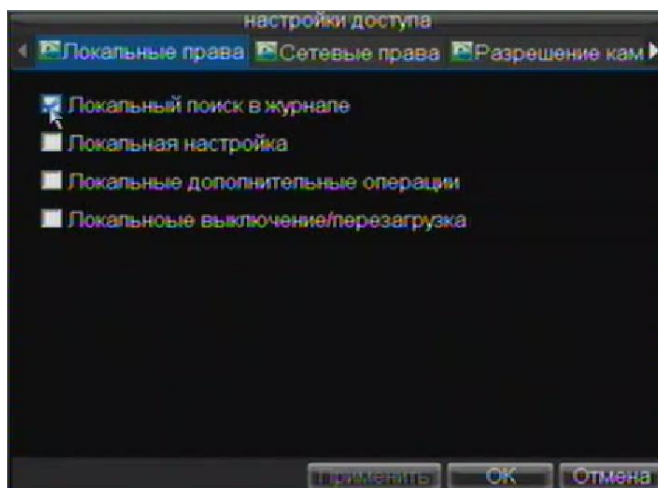 настройки доступа
Локальные права Сетевые права Разрешение кам
Локальный поиск в журнале
Локальная настройка
Локальные дополнительные операции
Локальноые выключение/перезагрузка
Применить OK Отмена